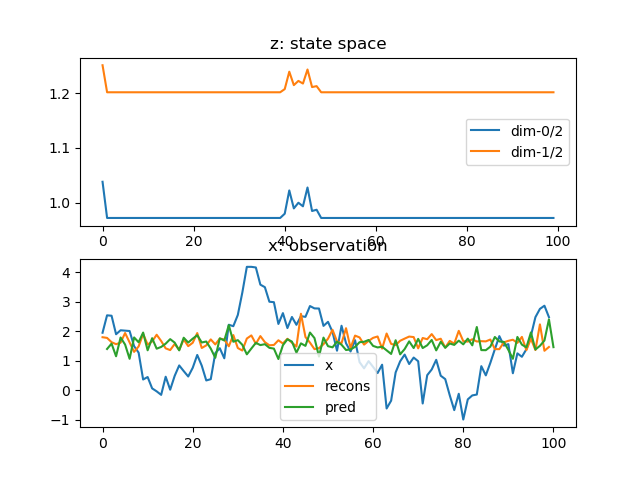 z: state space
1.2
1.1
1.0
dim-0/2
dim-1/2
0 20 40 60 80 100
x: observation
4
3
2
1
0
−1
x
recons
pred
0 20 40 60 80 100